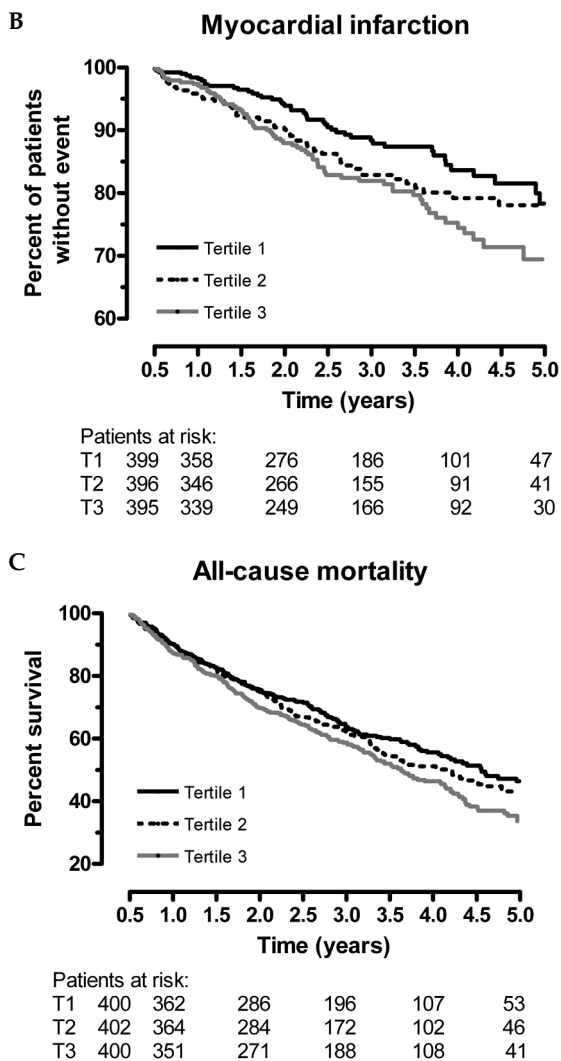 B
Myocardial infarction
Percent of patients
without event
100
90
80
70
60
Tertile 1
Tertile 2
Tertile 3
0.5 1.0 1.5 2.0 2.5 3.0 3.5 4.0 4.5 5.0
Time (years)
Patients at risk:
T1 399 358 276 186 101 47
T2 396 346 266 155 91 41
T3 395 339 249 166 92 30
C
All-cause mortality
Percent survival
100
80
60
40
20
Tertile 1
Tertile 2
Tertile 3
0.5 1.0 1.5 2.0 2.5 3.0 3.5 4.0 4.5 5.0
Time (years)
Patients at risk:
T1 400 362 286 196 107 53
T2 402 364 284 172 102 46
T3 400 351 271 188 108 41